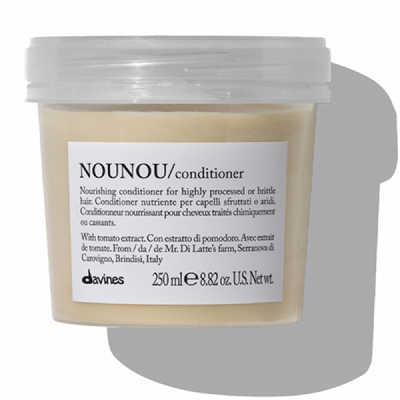 NOUNOU/conditioner
Nourishing conditioner for highly processed or brittle
hair. Conditioner nutriente per capelli sfruttati o aridi.
Conditionneur nourrissant pour cheveux traités chimiquement
ou cassants.
With tomato extract. Con estratto di pomodoro. Avec extrait
de tomate. From / da / de Mr. Di Latte's farm, Serranova di
Carovigno, Brindisi, Italy
davines 250 ml ℮ 8.82 oz. U.S. Net wt.